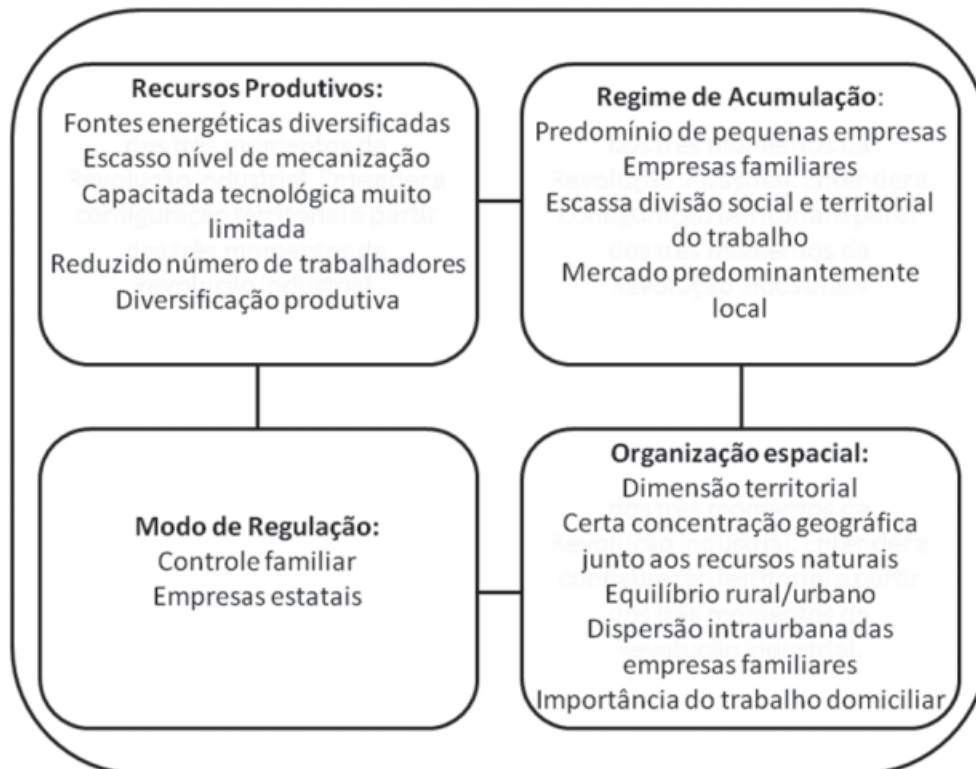 Recursos Produtivos:
Fontes energéticas diversificadas
Escasso nível de mecanização
Capacitada tecnológica muito
limitada
Reduzido número de trabalhadores
Diversificação produtiva
Regime de Acumulação:
Predomínio de pequenas empresas
Empresas familiares
Escassa divisão social e territorial
do trabalho
Mercado predominantemente
local
Modo de Regulação:
Controle familiar
Empresas estatais
Organização espacial:
Dimensão territorial
Certa concentração geográfica
junto aos recursos naturais
Equilíbrio rural/urbano
Dispersão intraurbana das
empresas familiares
Importância do trabalho domiciliar